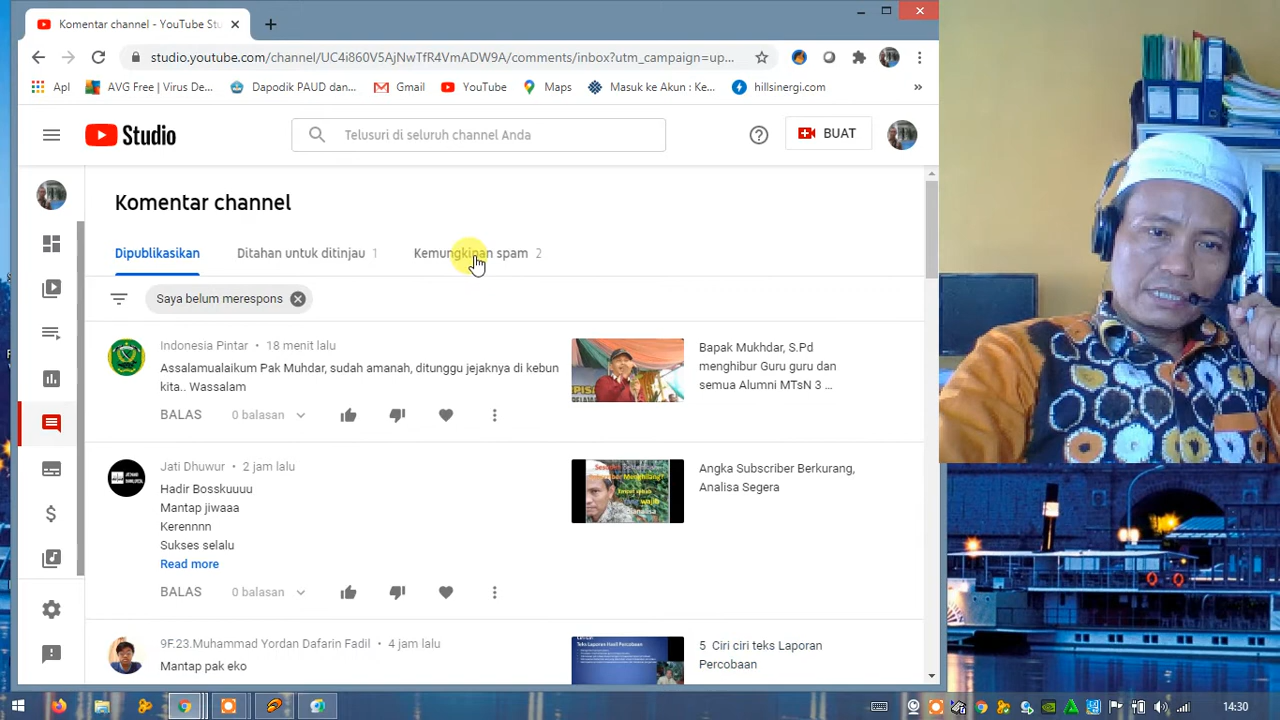 Komentar channel - YouTube Stu
studio.youtube.com/channel/UC4i860V5AjNwTfR4VmADW9A/comments/inbox?utm_campaign=up...
Apl
AVG Free | Virus De...
Dapodik PAUD dan...
Gmail
YouTube
Maps
Masuk ke Akun : Ke...
hillsinergi.com
»
Studio
Telusuri di seluruh channel Anda
BUAT
Komentar channel
Dipublikasikan
Ditahan untuk ditinjau 1
Kemungkinan spam 2
Saya belum merespons
Indonesia Pintar • 18 menit lalu
Assalamualaikum Pak Muhdar, sudah amanah, ditunggu jejaknya di kebun
kita.. Wassalam
BALAS
0 balasan
Bapak Mukhdar, S.Pd
menghibur Guru guru dan
semua Alumni MTsN 3 ...
Jati Dhuwur • 2 jam lalu
Hadir Bosskuuuu
Mantap jiwaaa
Kerennnn
Sukses selalu
Read more
BALAS
0 balasan
Angka Subscriber Berkurang,
Analisa Segera
9F.23.Muhammad Yordan Dafarin Fadil • 4 jam lalu
Mantap pak eko
5 Ciri ciri teks Laporan
Percobaan
14:30